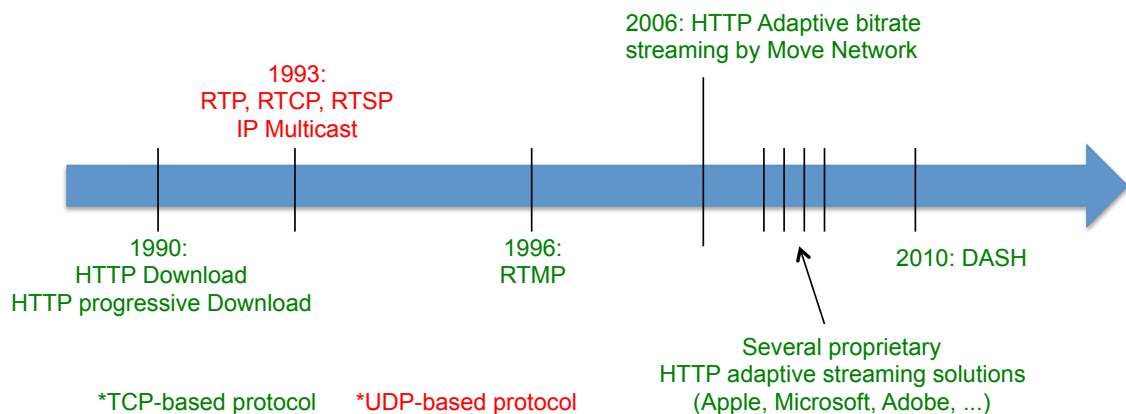 2006: HTTP Adaptive bitrate
streaming by Move Network
1993:
RTP, RTCP, RTSP
IP Multicast
1990:
HTTP Download
HTTP progressive Download
1996:
RTMP
2010: DASH
Several proprietary
HTTP adaptive streaming solutions
(Apple, Microsoft, Adobe, ...)
*TCP-based protocol
*UDP-based protocol